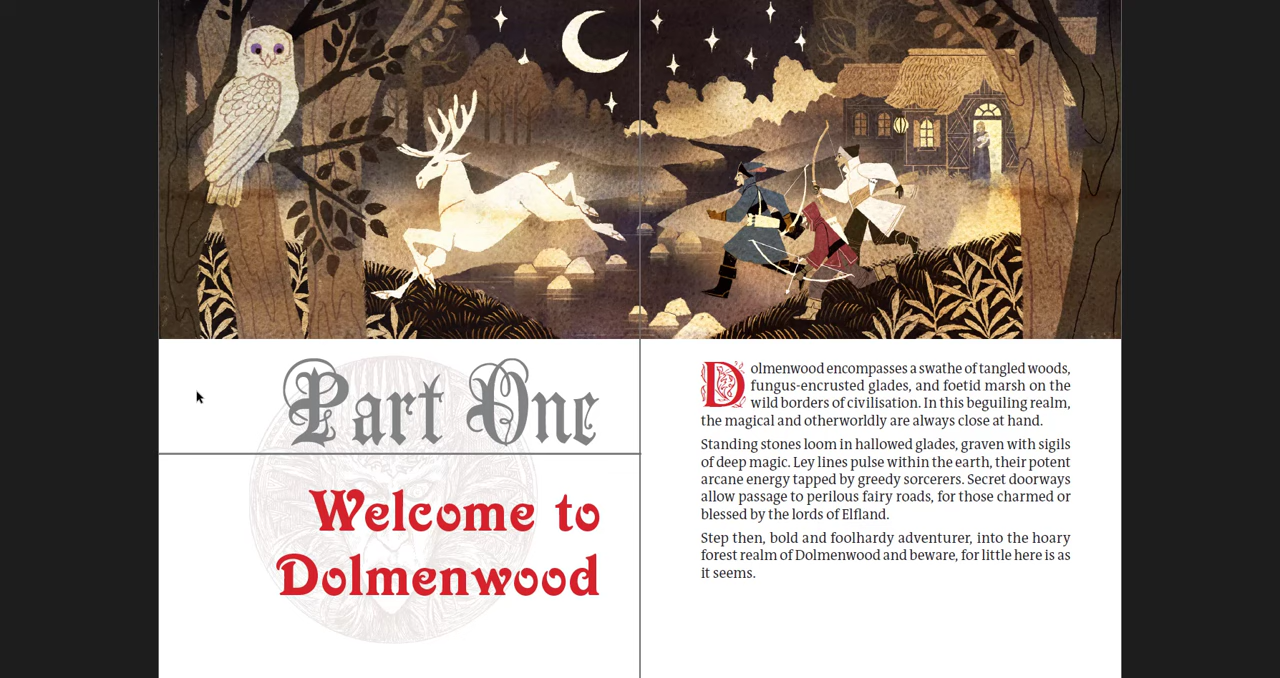 Part One
Welcome to
Dolmenwood
Dolmenwood encompasses a swathe of tangled woods,
fungus-encrusted glades, and foetid marsh on the
wild borders of civilisation. In this beguiling realm,
the magical and otherworldly are always close at hand.
Standing stones loom in hallowed glades, graven with sigils
of deep magic. Ley lines pulse within the earth, their potent
arcane energy tapped by greedy sorcerers. Secret doorways
allow passage to perilous fairy roads, for those charmed or
blessed by the lords of Elfland.
Step then, bold and foolhardy adventurer, into the hoary
forest realm of Dolmenwood and beware, for little here is as
it seems.